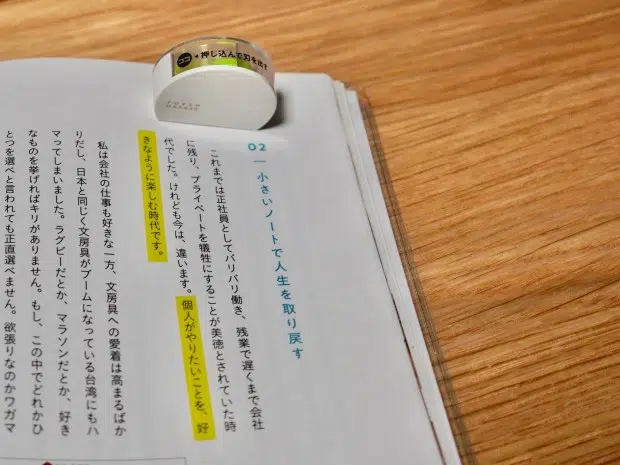 ココ◀押し込んで刃を出す
02
小さいノートで人生を取り戻す
これまでは正社員としてバリバリ働き、残業で遅くまで会社
に残り、プライベートを犠牲にすることが美徳とされていた時
代でした。けれども今は、違います。個人がやりたいことを、好
きなように楽しむ時代です。
私は会社の仕事も好きな一方、文房具への愛着は高まるばか
りだし、日本と同じく文房具がブームになっている台湾にもハ
マってしまいました。ラグビーだとか、マラソンだとか、好き
なものを挙げればキリがありません。もし、この中でどれかひ
とつを選べと言われても正直選べません。欲張りなのかワガマ